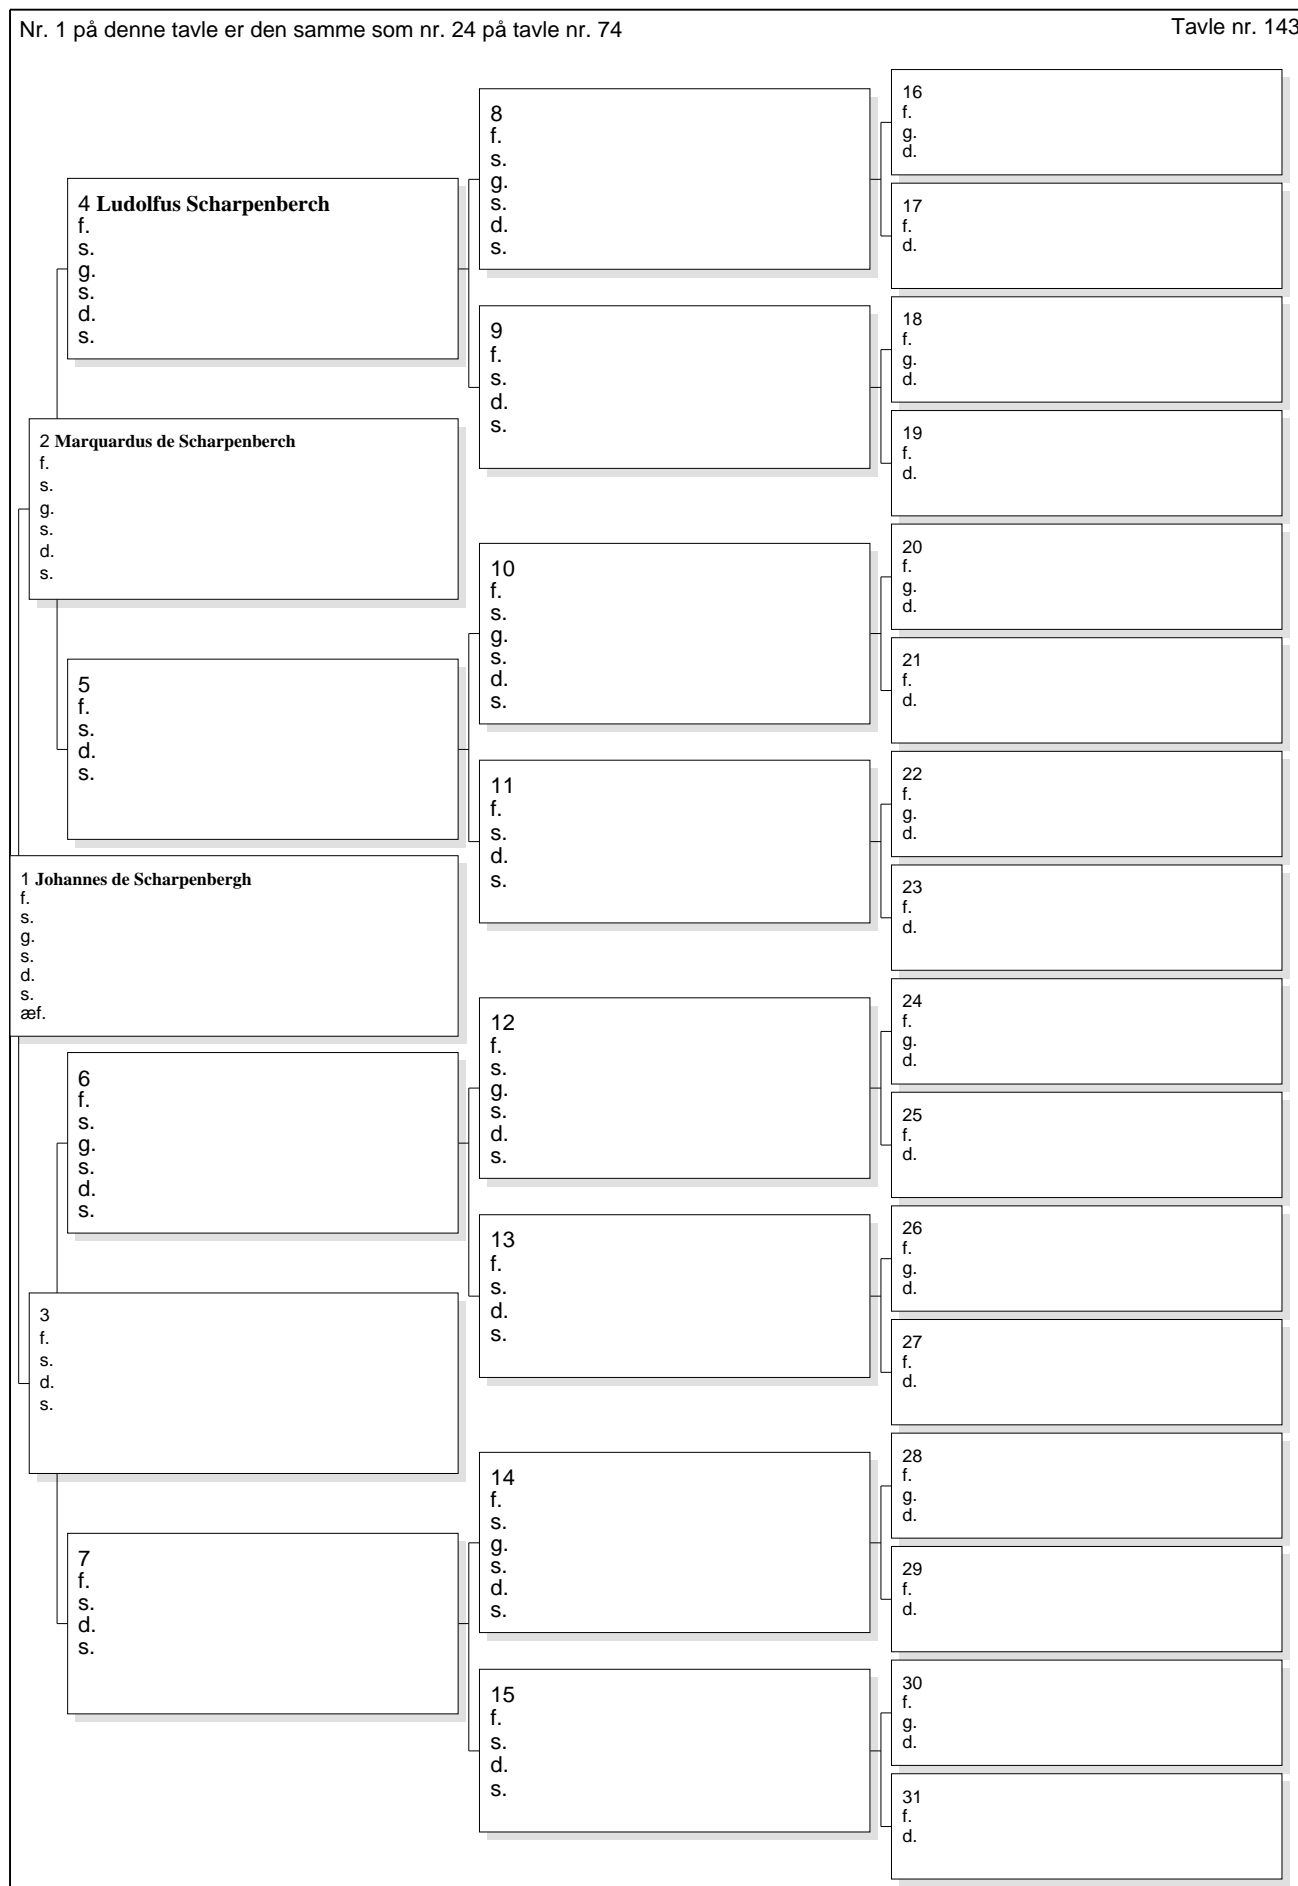 Nr. 1 på denne tavle er den samme som nr. 24 på tavle nr. 74
Tavle nr. 143
4 Ludolfus Scharpenberch
f.
s.
g.
s.
d.
s.
2 Marquardus de Scharpenberch
f.
s.
g.
s.
d.
s.
5
f.
s.
d.
s.
1 Johannes de Scharpenbergh
f.
s.
g.
s.
d.
s.
æf.
6
f.
s.
g.
s.
d.
s.
3
f.
s.
d.
s.
7
f.
s.
d.
s.
8
f.
s.
g.
s.
d.
s.
9
f.
s.
d.
s.
10
f.
s.
g.
s.
d.
s.
11
f.
s.
d.
s.
12
f.
s.
g.
s.
d.
s.
13
f.
s.
d.
s.
14
f.
s.
g.
s.
d.
s.
15
f.
s.
d.
s.
16
f.
g.
d.
17
f.
d.
18
f.
g.
d.
19
f.
d.
20
f.
g.
d.
21
f.
d.
22
f.
g.
d.
23
f.
d.
24
f.
g.
d.
25
f.
d.
26
f.
g.
d.
27
f.
d.
28
f.
g.
d.
29
f.
d.
30
f.
g.
d.
31
f.
d.